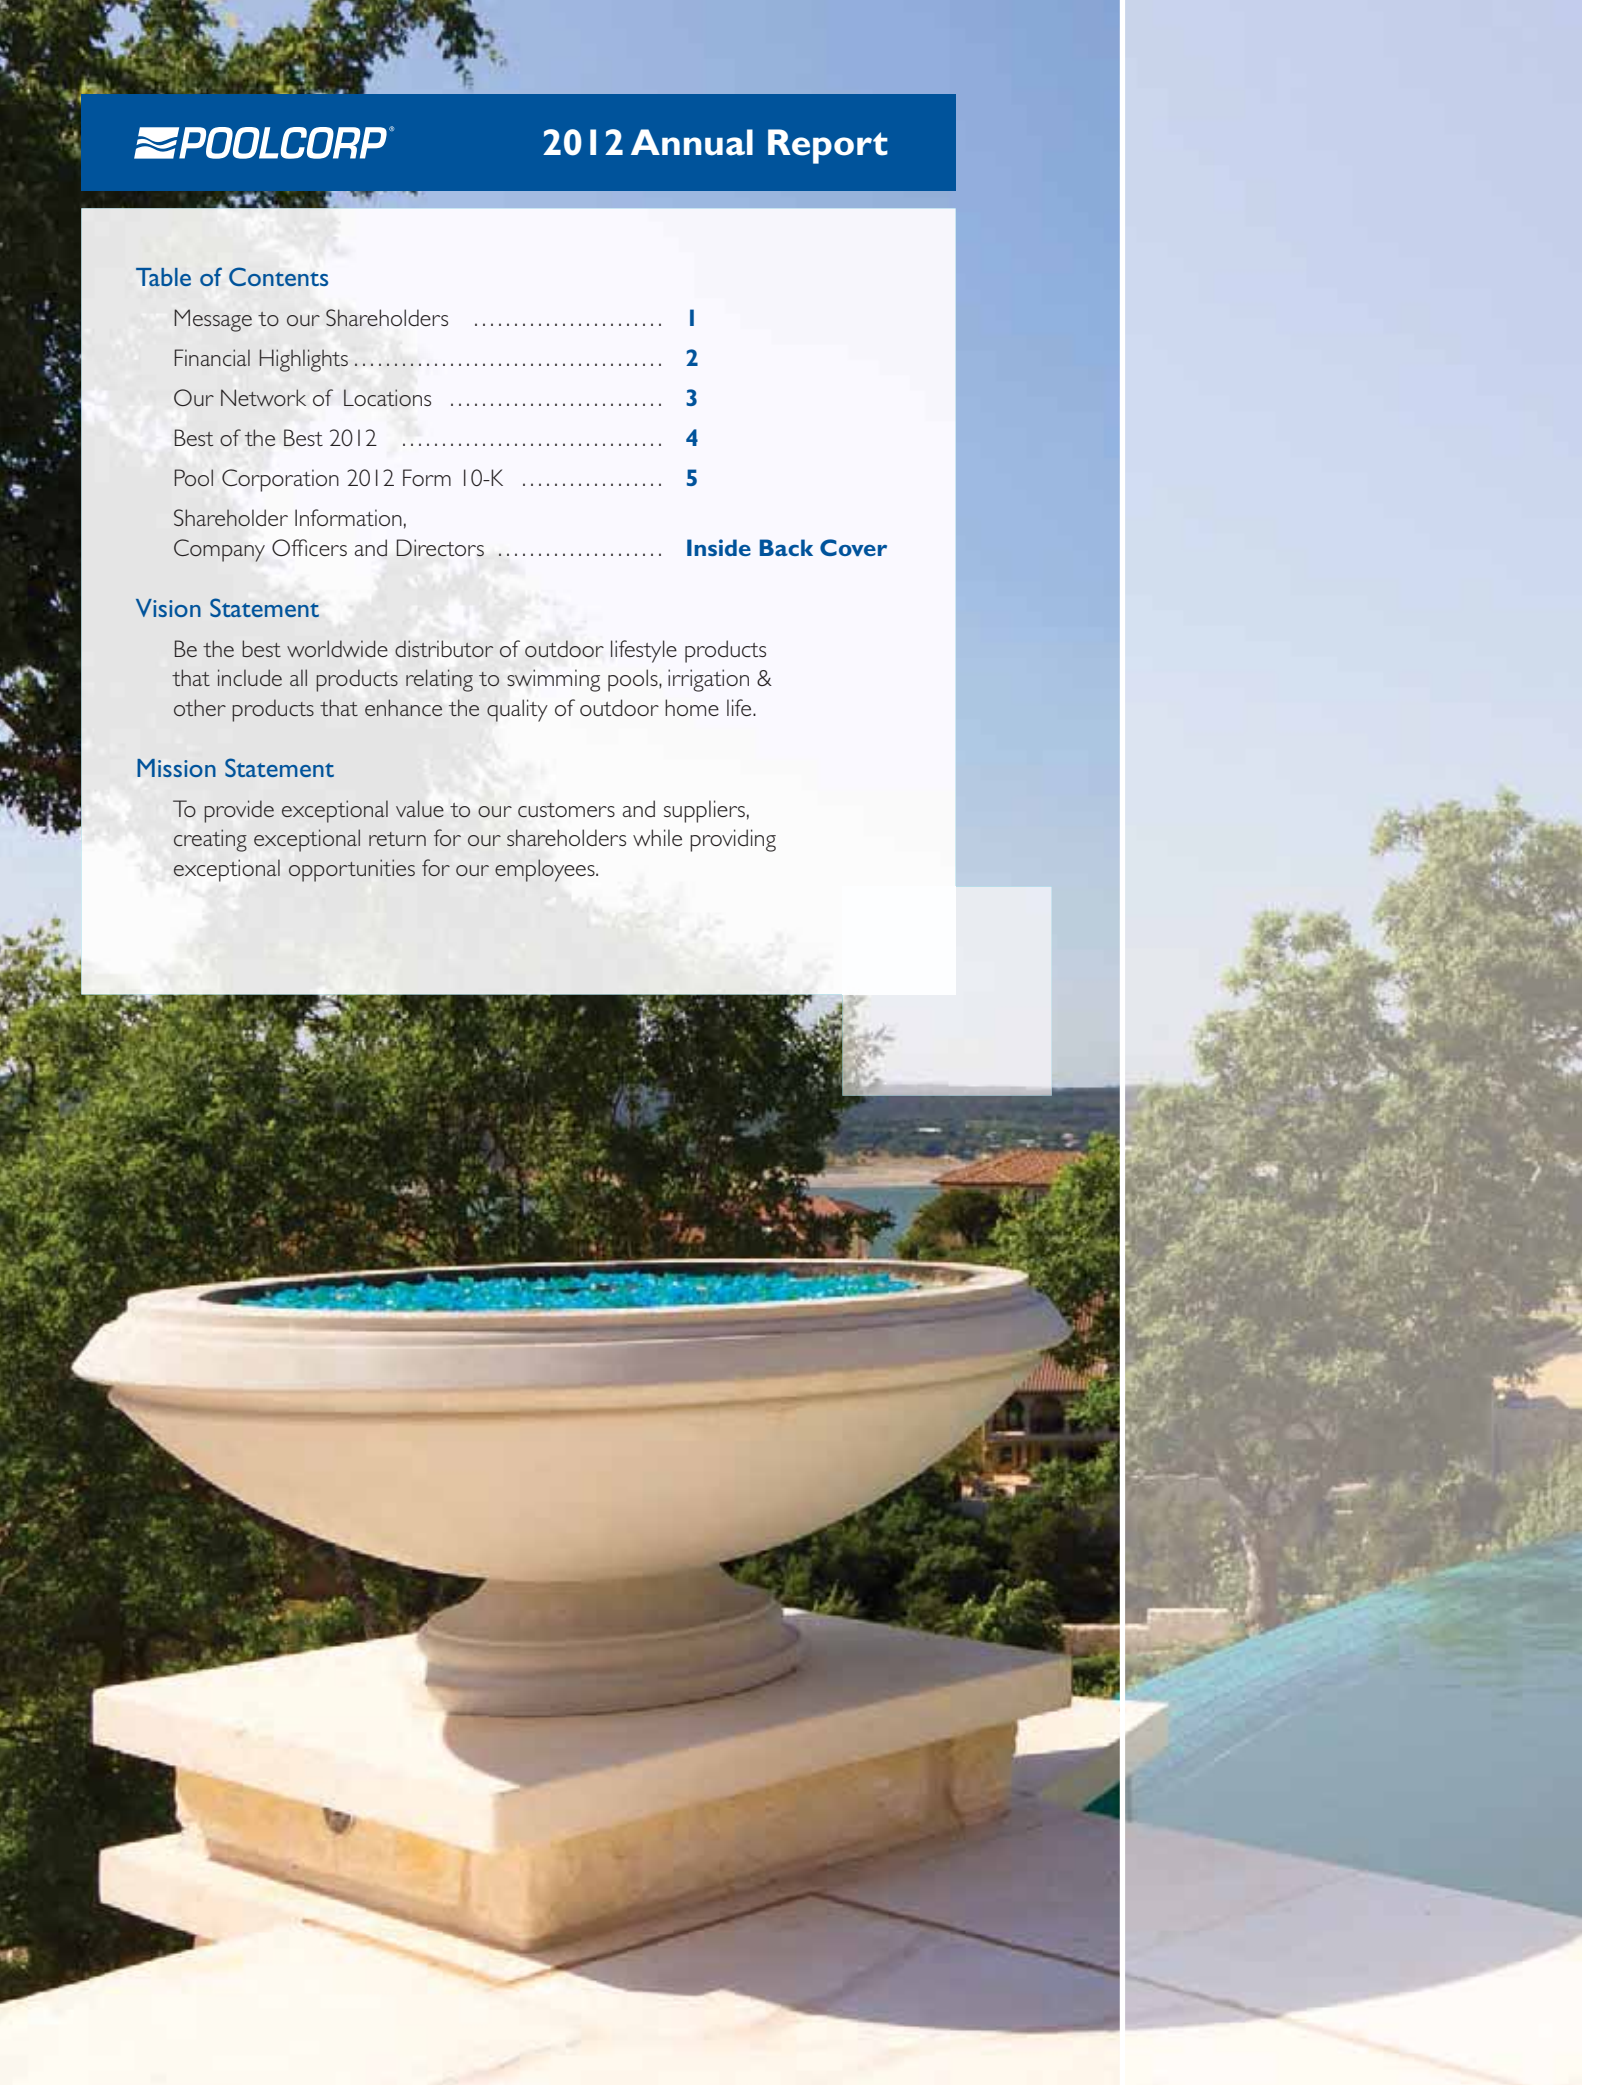 POOLCORP®
2012 Annual Report
Table of Contents
Message to our Shareholders ........................ 1
Financial Highlights ....................................... 2
Our Network of Locations ........................... 3
Best of the Best 2012 ................................. 4
Pool Corporation 2012 Form 10-K .................. 5
Shareholder Information,
Company Officers and Directors ..................... Inside Back Cover
Vision Statement
Be the best worldwide distributor of outdoor lifestyle products
that include all products relating to swimming pools, irrigation &
other products that enhance the quality of outdoor home life.
Mission Statement
To provide exceptional value to our customers and suppliers,
creating exceptional return for our shareholders while providing
exceptional opportunities for our employees.